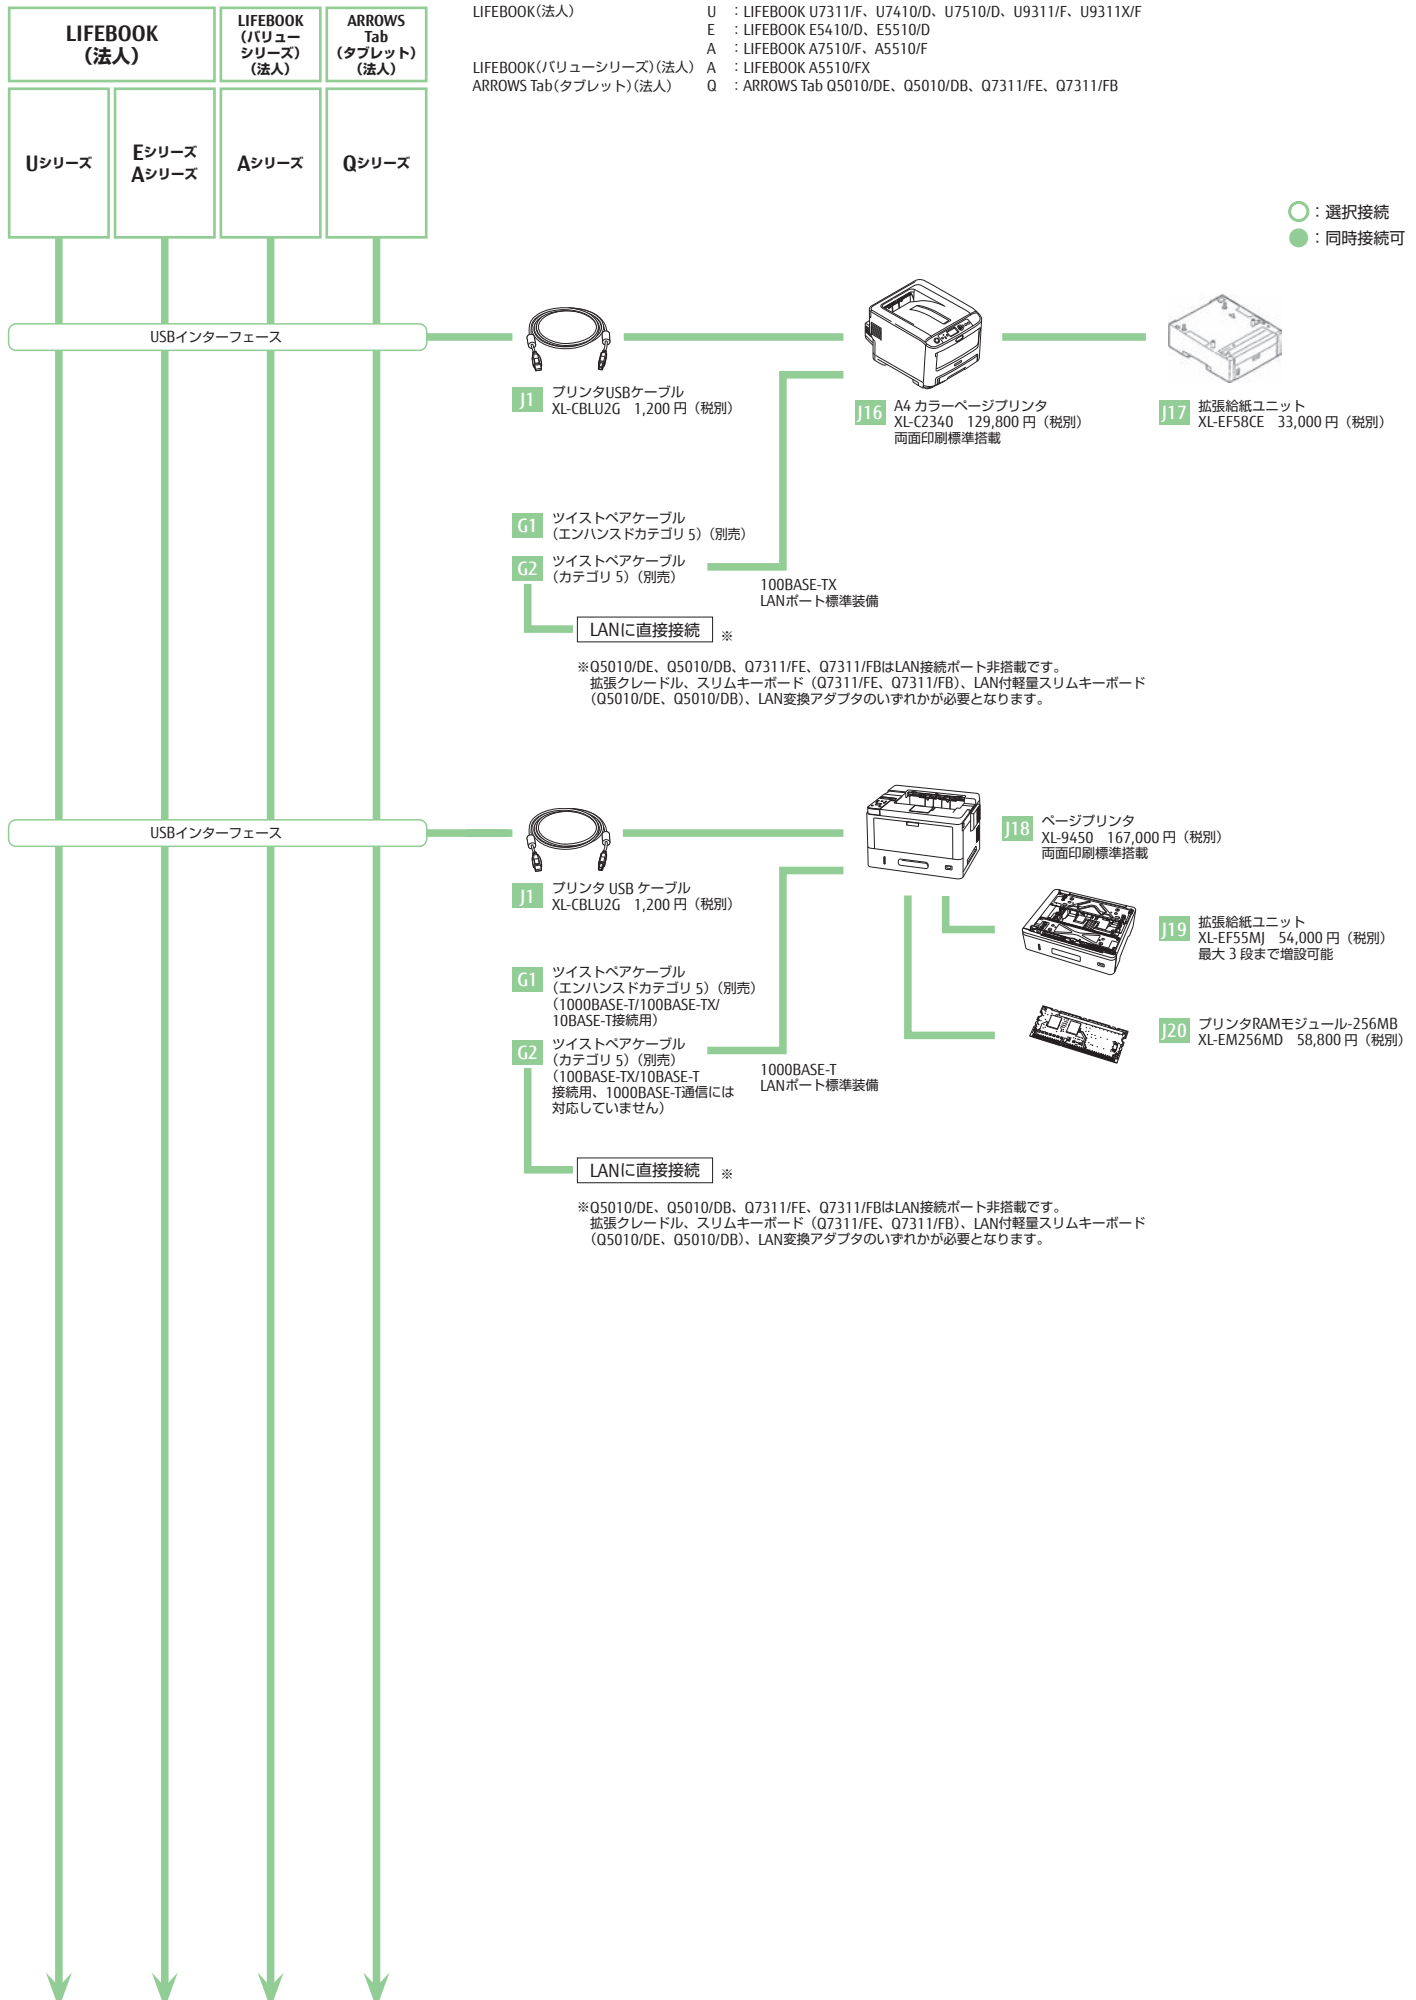 LIFEBOOK
（法人）
LIFEBOOK
（バリュー
シリーズ）
（法人）
ARROWS
Tab
（タブレット）
（法人）
LIFEBOOK（法人） U ：LIFEBOOK U7311/F、U7410/D、U7510/D、U9311/F、U9311X/F
E ：LIFEBOOK E5410/D、E5510/D
A ：LIFEBOOK A7510/F、A5510/F
LIFEBOOK（バリューシリーズ）（法人） A ：LIFEBOOK A5510/FX
ARROWS Tab（タブレット）（法人） Q ：ARROWS Tab Q5010/DE、Q5010/DB、Q7311/FE、Q7311/FB
Uシリーズ
Eシリーズ
Aシリーズ
Aシリーズ
Qシリーズ
：選択接続
：同時接続可
USBインターフェース
J1 プリンタUSBケーブル
XL-CBLU2G 1,200 円（税別）
J16 A4 カラーページプリンタ
XL-C2340 129,800 円（税別）
両面印刷標準搭載
J17 拡張給紙ユニット
XL-EF58CE 33,000 円（税別）
G1 ツイストペアケーブル
（エンハンスドカテゴリ 5）（別売）
G2 ツイストペアケーブル
（カテゴリ 5）（別売）
100BASE-TX
LANポート標準装備
LANに直接接続 ※
※Q5010/DE、Q5010/DB、Q7311/FE、Q7311/FBはLAN接続ポート非搭載です。
拡張クレードル、スリムキーボード（Q7311/FE、Q7311/FB）、LAN付軽量スリムキーボード
（Q5010/DE、Q5010/DB）、LAN変換アダプタのいずれかが必要となります。
USBインターフェース
J1 プリンタ USB ケーブル
XL-CBLU2G 1,200 円（税別）
J18 ページプリンタ
XL-9450 167,000 円（税別）
両面印刷標準搭載
J19 拡張給紙ユニット
XL-EF55MJ 54,000 円（税別）
最大 3 段まで増設可能
G1 ツイストペアケーブル
（エンハンスドカテゴリ 5）（別売）
（1000BASE-T/100BASE-TX/
10BASE-T接続用）
J20 プリンタRAMモジュール-256MB
XL-EM256MD 58,800 円（税別）
G2 ツイストペアケーブル
（カテゴリ 5）（別売）
（100BASE-TX/10BASE-T
接続用、1000BASE-T通信には
対応していません）
1000BASE-T
LANポート標準装備
LANに直接接続 ※
※Q5010/DE、Q5010/DB、Q7311/FE、Q7311/FBはLAN接続ポート非搭載です。
拡張クレードル、スリムキーボード（Q7311/FE、Q7311/FB）、LAN付軽量スリムキーボード
（Q5010/DE、Q5010/DB）、LAN変換アダプタのいずれかが必要となります。